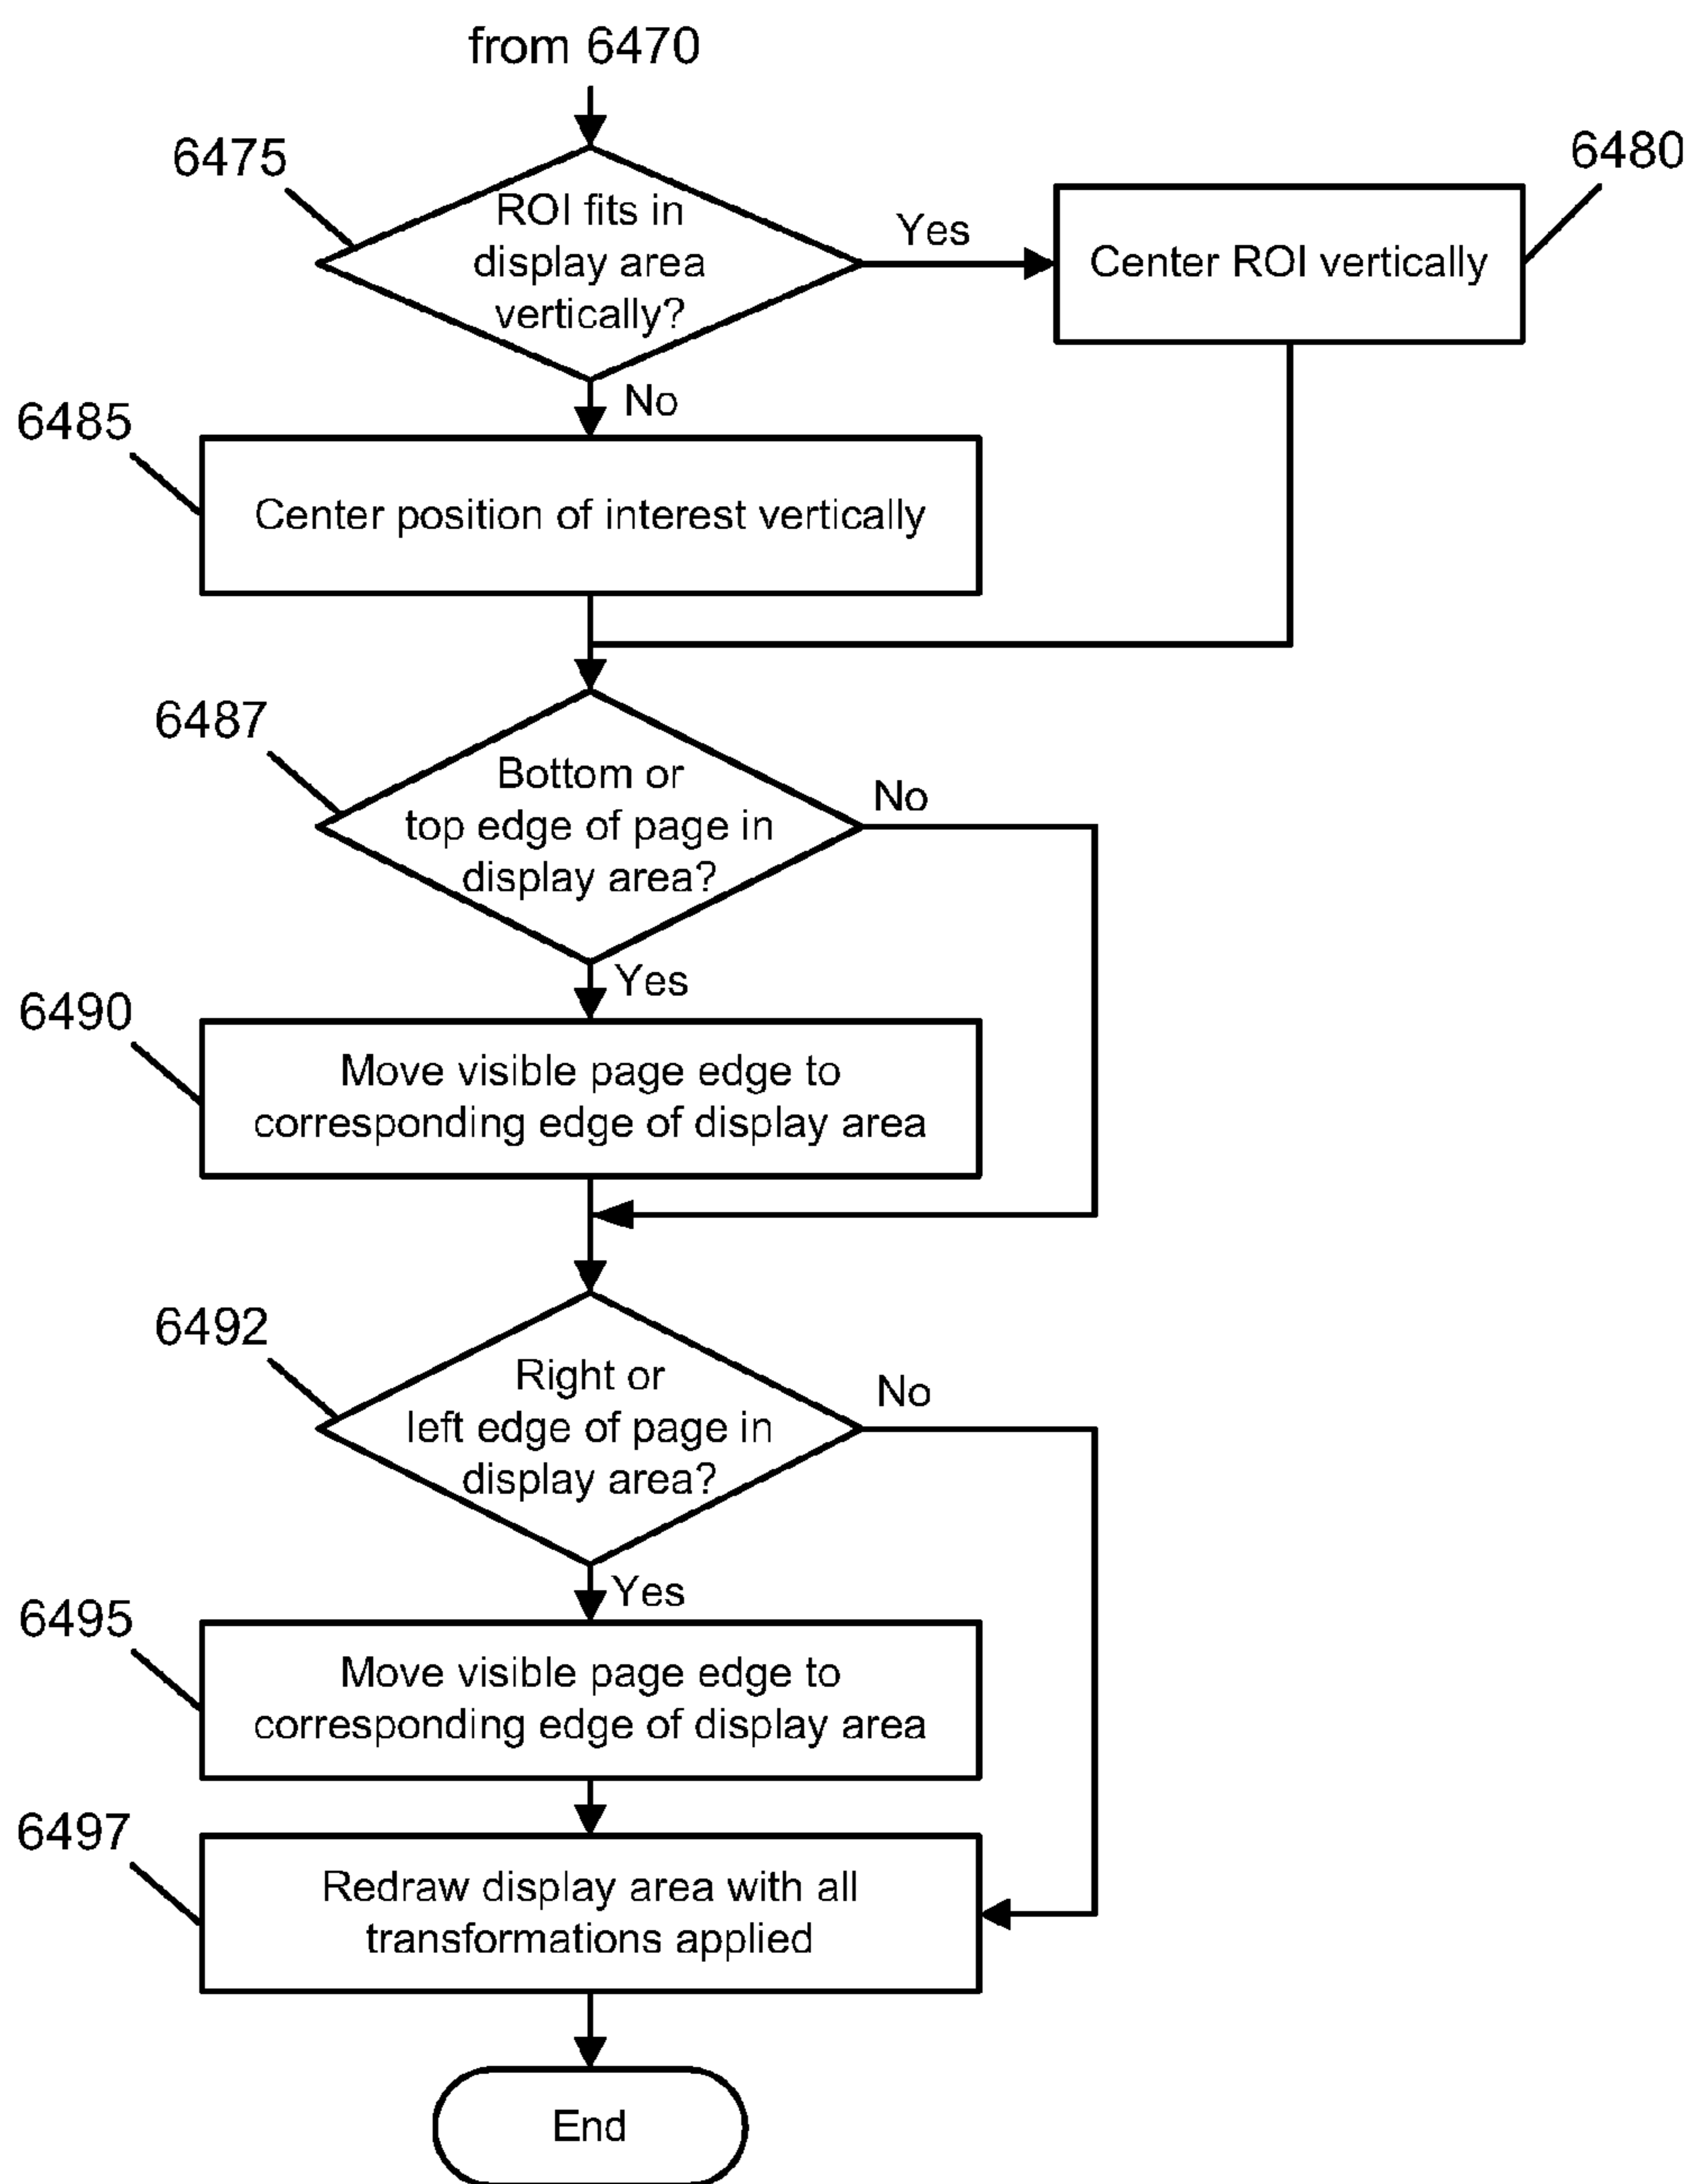 from 6470
6475
ROI fits in
display area
vertically?
Yes
6480
Center ROI vertically
No
6485
Center position of interest vertically
6487
Bottom or
top edge of page in
display area?
No
Yes
6490
Move visible page edge to
corresponding edge of display area
6492
Right or
left edge of page in
display area?
No
Yes
6495
Move visible page edge to
corresponding edge of display area
6497
Redraw display area with all
transformations applied
End